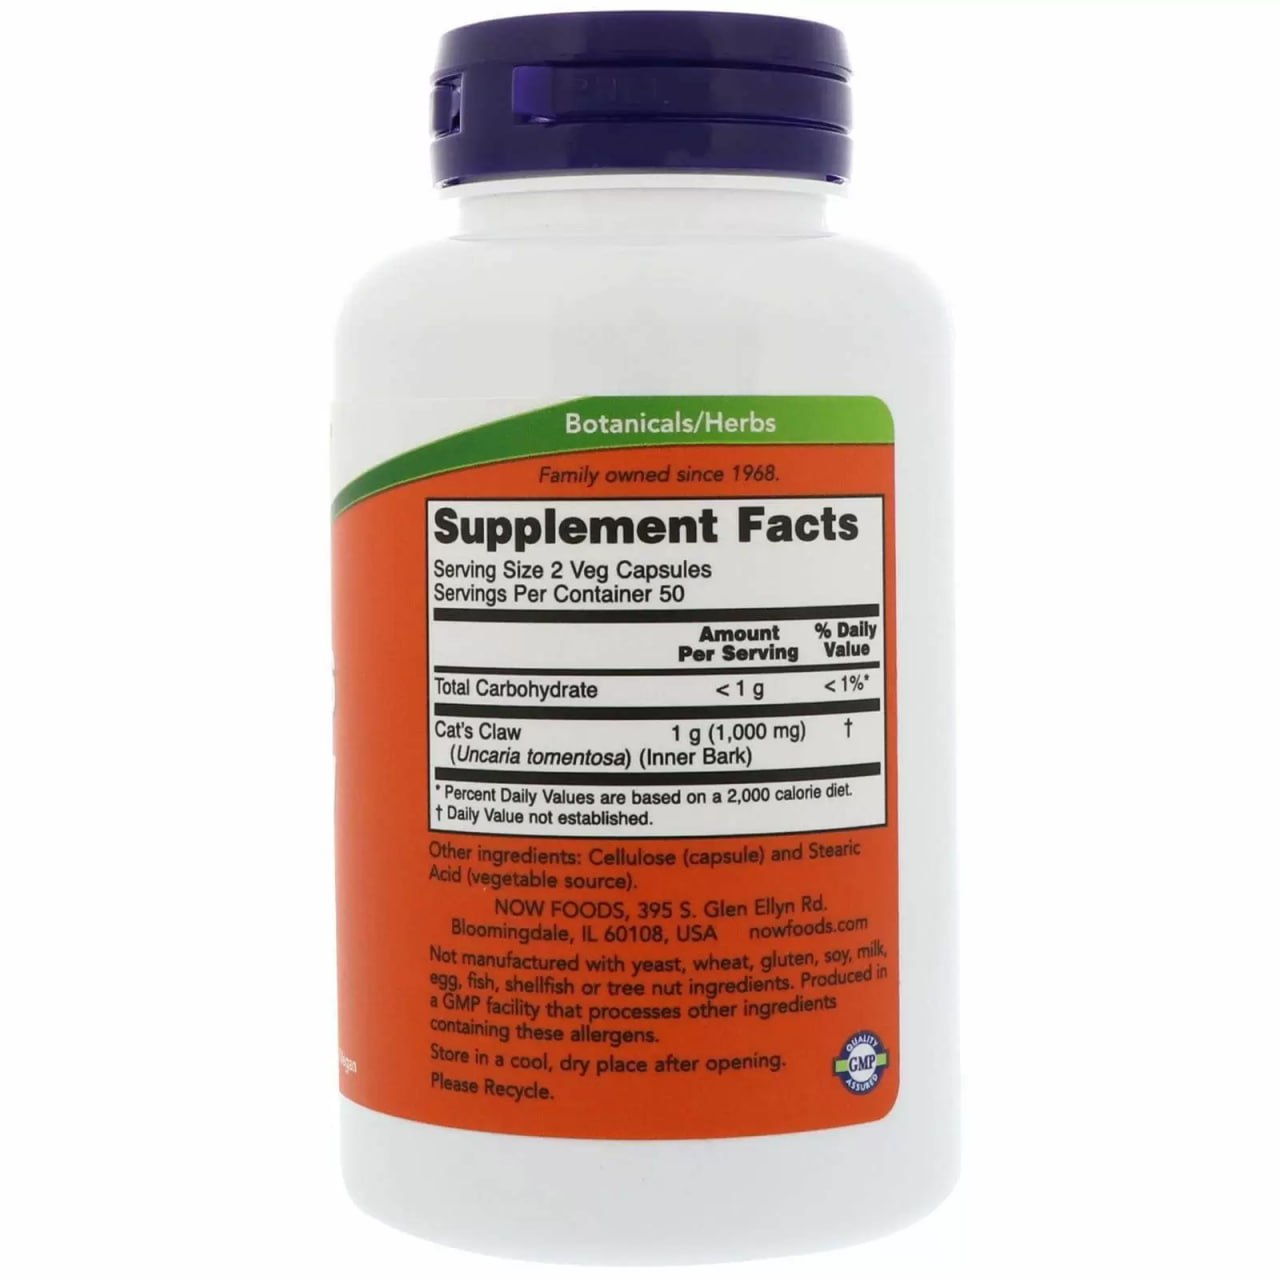 Botanicals/Herbs
Family owned since 1968.
Supplement Facts
Serving Size 2 Veg Capsules
Servings Per Container 50
Amount Per Serving % Daily Value
Total Carbohydrate < 1 g < 1%*
Cat's Claw 1 g (1,000 mg) †
(Uncaria tomentosa) (Inner Bark)
* Percent Daily Values are based on a 2,000 calorie diet.
† Daily Value not established.
Other ingredients: Cellulose (capsule) and Stearic
Acid (vegetable source).
NOW FOODS, 395 S. Glen Ellyn Rd.
Bloomingdale, IL 60108, USA nowfoods.com
Not manufactured with yeast, wheat, gluten, soy, milk,
egg, fish, shellfish or tree nut ingredients. Produced in
a GMP facility that processes other ingredients
containing these allergens.
Store in a cool, dry place after opening.
Please Recycle.
QUALITY
GMP
ASSURED